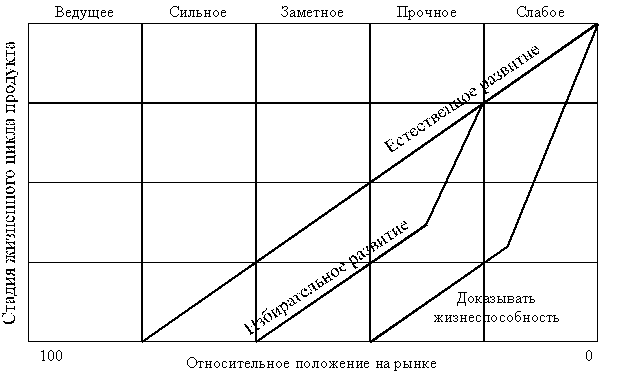 Ведущее Сильное Заметное Прочное Слабое
Стадия жизненного цикла продукта
Естественное развитие
Избирательное развитие
Доказывать
жизнеспособность
100 0
Относительное положение на рынке